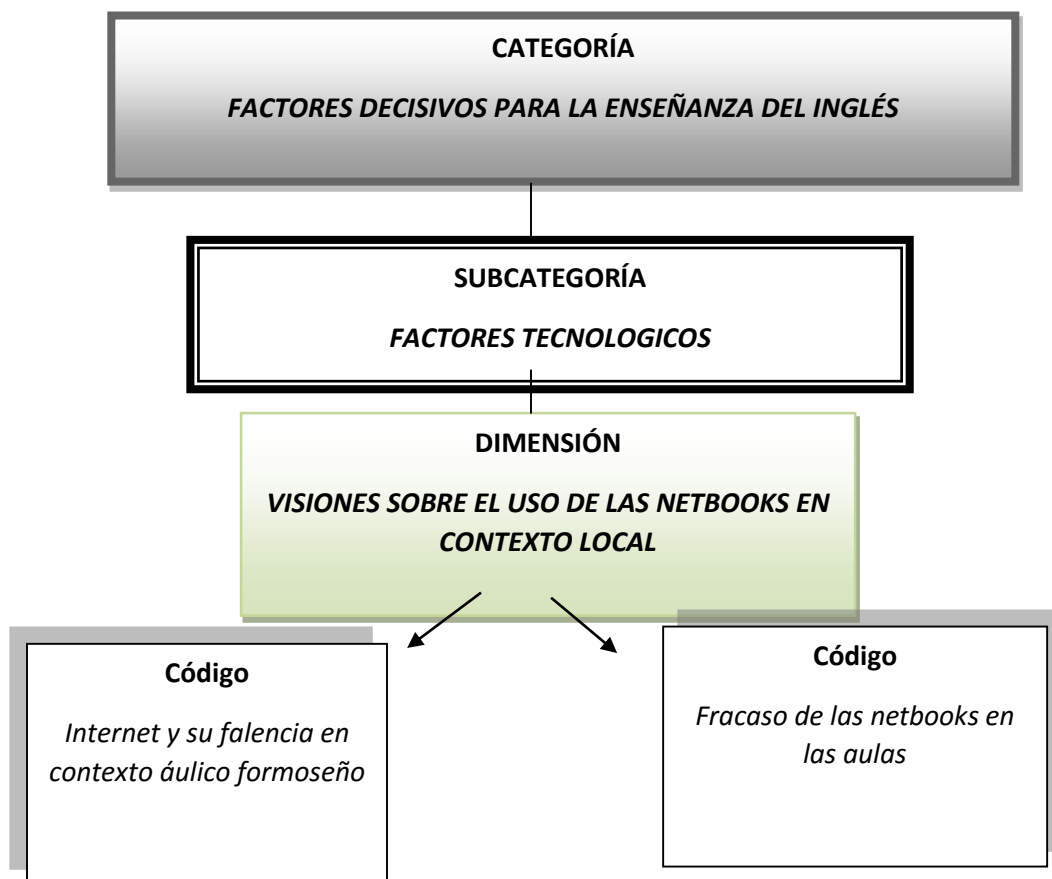 CATEGORÍA
FACTORES DECISIVOS PARA LA ENSEÑANZA DEL INGLÉS
SUBCATEGORÍA
FACTORES TECNOLOGICOS
DIMENSIÓN
VISIONES SOBRE EL USO DE LAS NETBOOKS EN
CONTEXTO LOCAL
Código
Internet y su falencia en
contexto áulico formoseño
Código
Fracaso de las netbooks en
las aulas